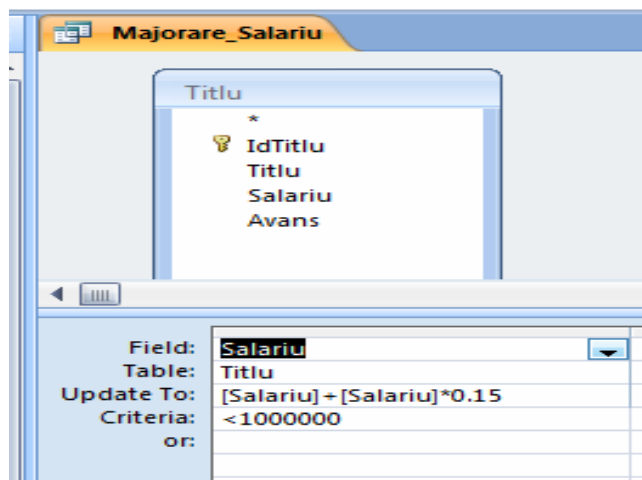 Majorare_Salariu
Titlu
*
IdTitlu
Titlu
Salariu
Avans
Field: Salariu
Table: Titlu
Update To: [Salariu]+[Salariu]*0.15
Criteria: <1000000
or: